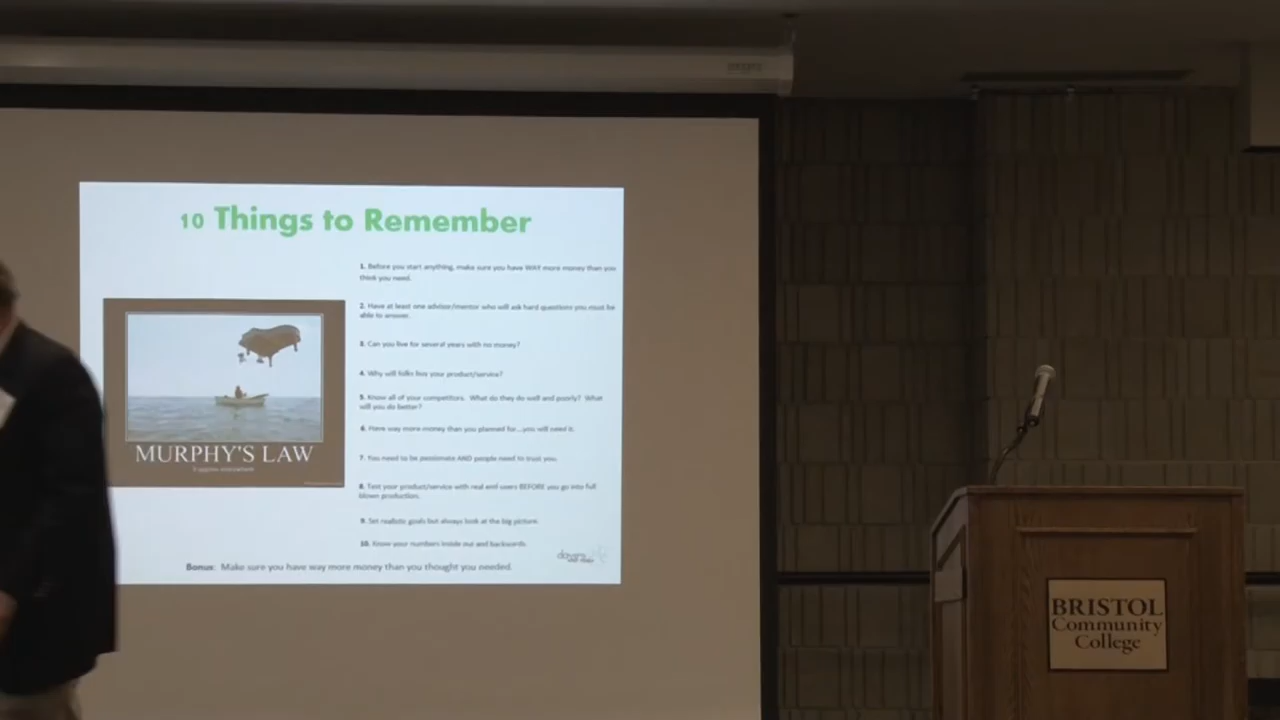 10 Things to Remember
1. Before you start anything, make sure you have WAY more money than you
think you need.
2. Have at least one advisor/mentor who will ask hard questions you must be
able to answer.
3. Can you live for several years with no money?
4. Why will folks buy your product/service?
5. Know all of your competitors. What do they do well and poorly? What
will you do better?
6. Have way more money than you planned for...you will need it.
7. You need to be passionate AND people need to trust you.
8. Test your product/service with real end users BEFORE you go into full
blown production.
9. Set realistic goals but always look at the big picture.
10. Know your numbers inside out and backwards.
MURPHY'S LAW
Bonus: Make sure you have way more money than you thought you needed.
BRISTOL
Community
College